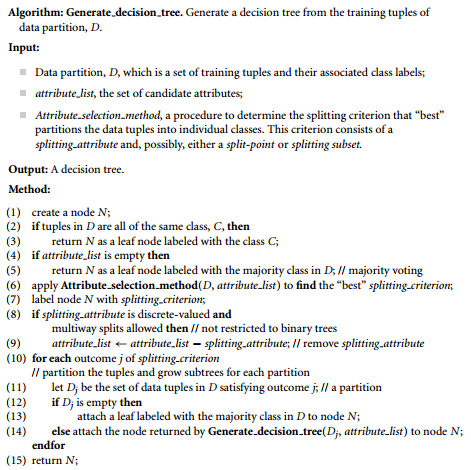 Algorithm: Generate_decision_tree. Generate a decision tree from the training tuples of
data partition, D.
Input:
Data partition, D, which is a set of training tuples and their associated class labels;
attribute_list, the set of candidate attributes;
Attribute_selection_method, a procedure to determine the splitting criterion that “best”
partitions the data tuples into individual classes. This criterion consists of a
splitting_attribute and, possibly, either a split-point or splitting subset.
Output: A decision tree.
Method:
(1) create a node N;
(2) if tuples in D are all of the same class, C, then
(3) return N as a leaf node labeled with the class C;
(4) if attribute_list is empty then
(5) return N as a leaf node labeled with the majority class in D; // majority voting
(6) apply Attribute_selection_method(D, attribute_list) to find the “best” splitting_criterion;
(7) label node N with splitting_criterion;
(8) if splitting_attribute is discrete-valued and
multiway splits allowed then // not restricted to binary trees
(9) attribute_list ← attribute_list − splitting_attribute; // remove splitting_attribute
(10) for each outcome j of splitting_criterion
// partition the tuples and grow subtrees for each partition
(11) let Dj be the set of data tuples in D satisfying outcome j; // a partition
(12) if Dj is empty then
(13) attach a leaf labeled with the majority class in D to node N;
(14) else attach the node returned by Generate_decision_tree(Dj, attribute_list) to node N;
endfor
(15) return N;